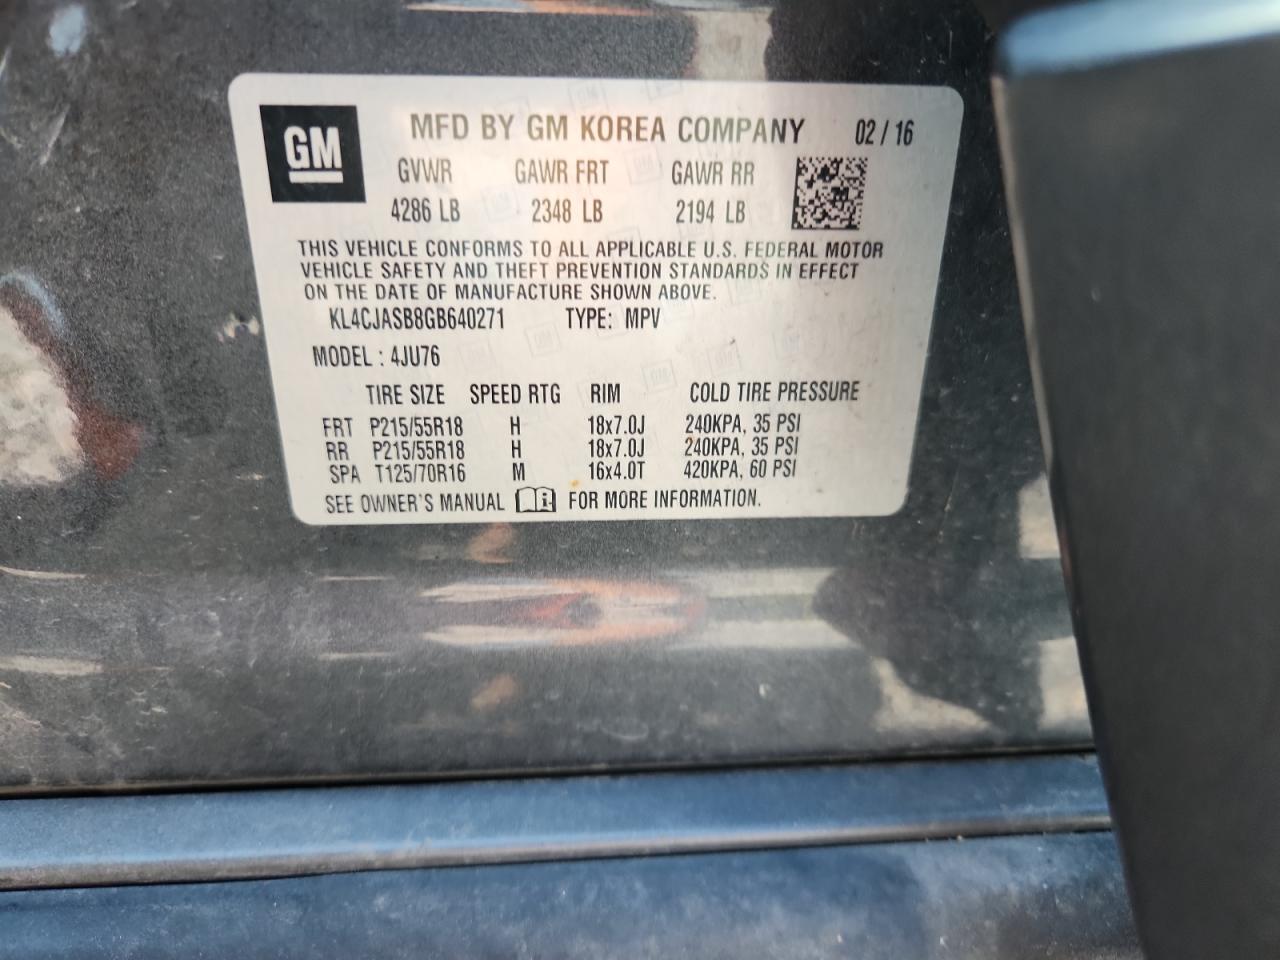 GM MFD BY GM KOREA COMPANY 02 / 16
GVWR GAWR FRT GAWR RR
4286 LB 2348 LB 2194 LB
THIS VEHICLE CONFORMS TO ALL APPLICABLE U.S. FEDERAL MOTOR
VEHICLE SAFETY AND THEFT PREVENTION STANDARDS IN EFFECT
ON THE DATE OF MANUFACTURE SHOWN ABOVE.
KL4CJASB8GB640271 TYPE: MPV
MODEL : 4JU76
TIRE SIZE SPEED RTG RIM COLD TIRE PRESSURE
FRT P215/55R18 H 18x7.0J 240KPA, 35 PSI
RR P215/55R18 H 18x7.0J 240KPA, 35 PSI
SPA T125/70R16 M 16x4.0T 420KPA, 60 PSI
SEE OWNER'S MANUAL i FOR MORE INFORMATION.